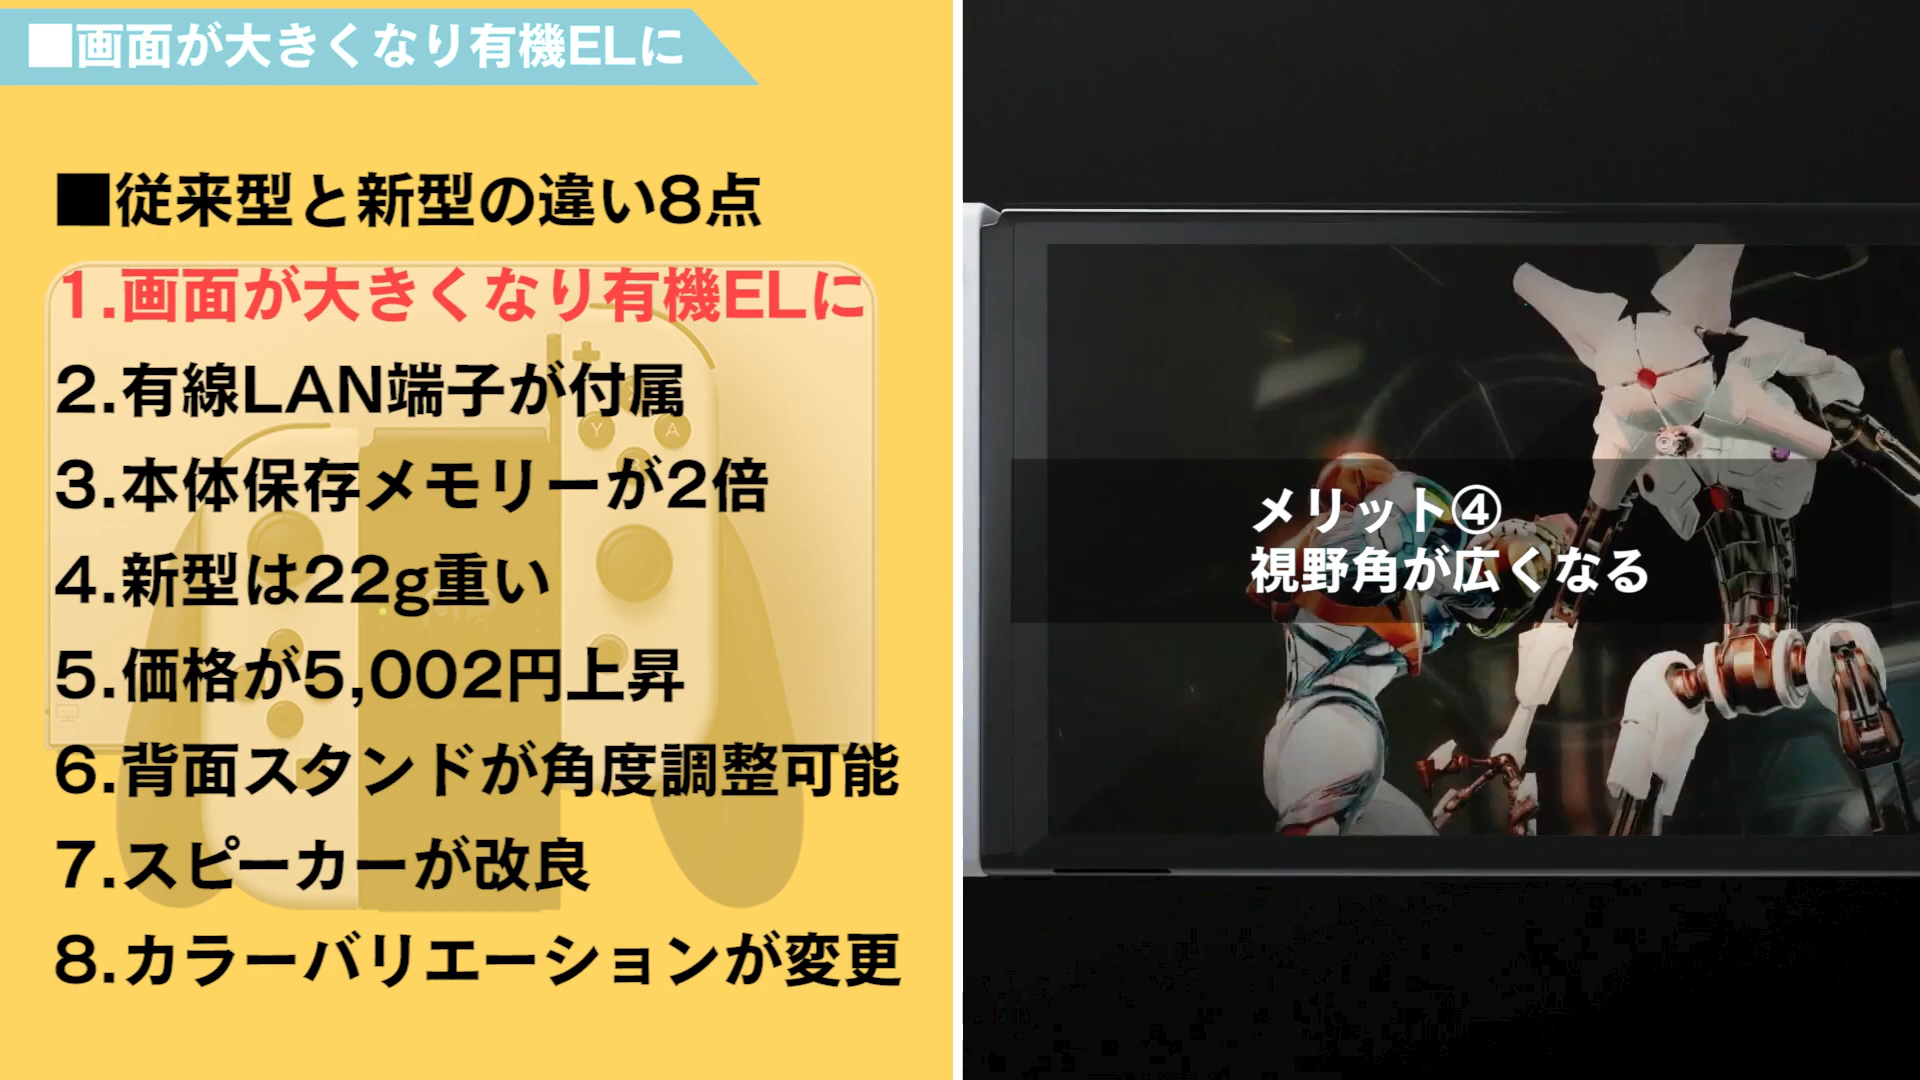 ■画面が大きくなり有機ELに
■従来型と新型の違い8点
1.画面が大きくなり有機ELに
2.有線LAN端子が付属
3.本体保存メモリーが2倍
4.新型は22g重い
5.価格が5,002円上昇
6.背面スタンドが角度調整可能
7.スピーカーが改良
8.カラーバリエーションが変更
Y
A
メリット④
視野角が広くなる